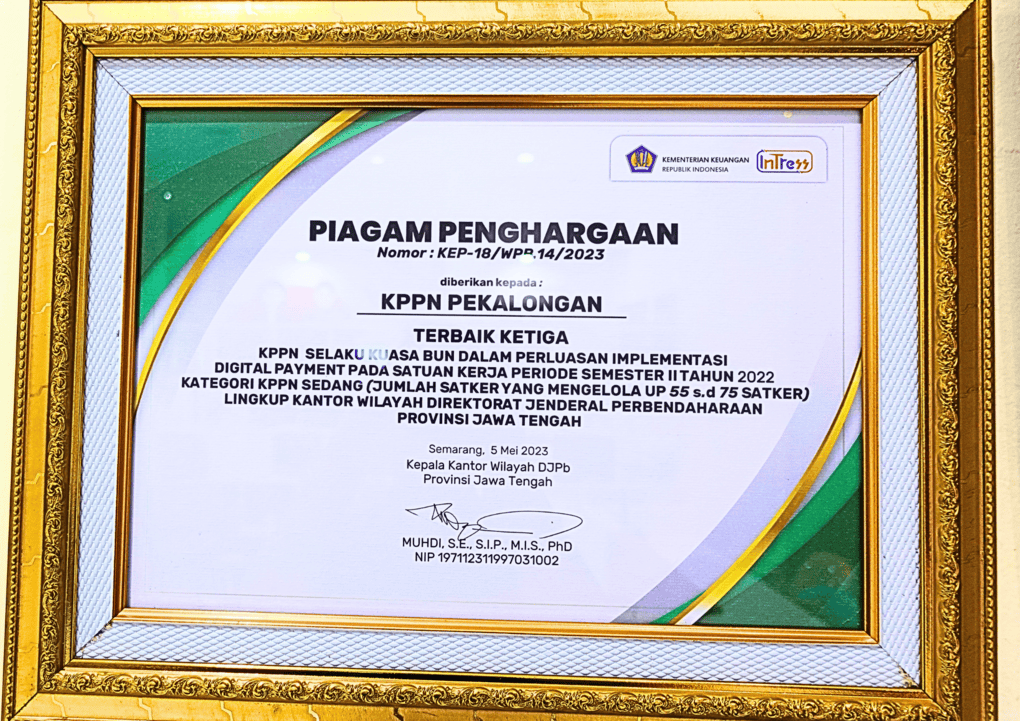 KEMENTERIAN KEUANGAN
REPUBLIK INDONESIA
InTress
PIAGAM PENGHARGAAN
Nomor : KEP-18/WPB.14/2023
diberikan kepada :
KPPN PEKALONGAN
TERBAIK KETIGA
KPPN SELAKU KUASA BUN DALAM PERLUASAN IMPLEMENTASI
DIGITAL PAYMENT PADA SATUAN KERJA PERIODE SEMESTER II TAHUN 2022
KATEGORI KPPN SEDANG (JUMLAH SATKER YANG MENGELOLA UP 55 s.d 75 SATKER)
LINGKUP KANTOR WILAYAH DIREKTORAT JENDERAL PERBENDAHARAAN
PROVINSI JAWA TENGAH
Semarang, 5 Mei 2023
Kepala Kantor Wilayah DJPb
Provinsi Jawa Tengah
MUHDI, S.E., S.I.P., M.I.S., PhD
NIP 197112311997031002